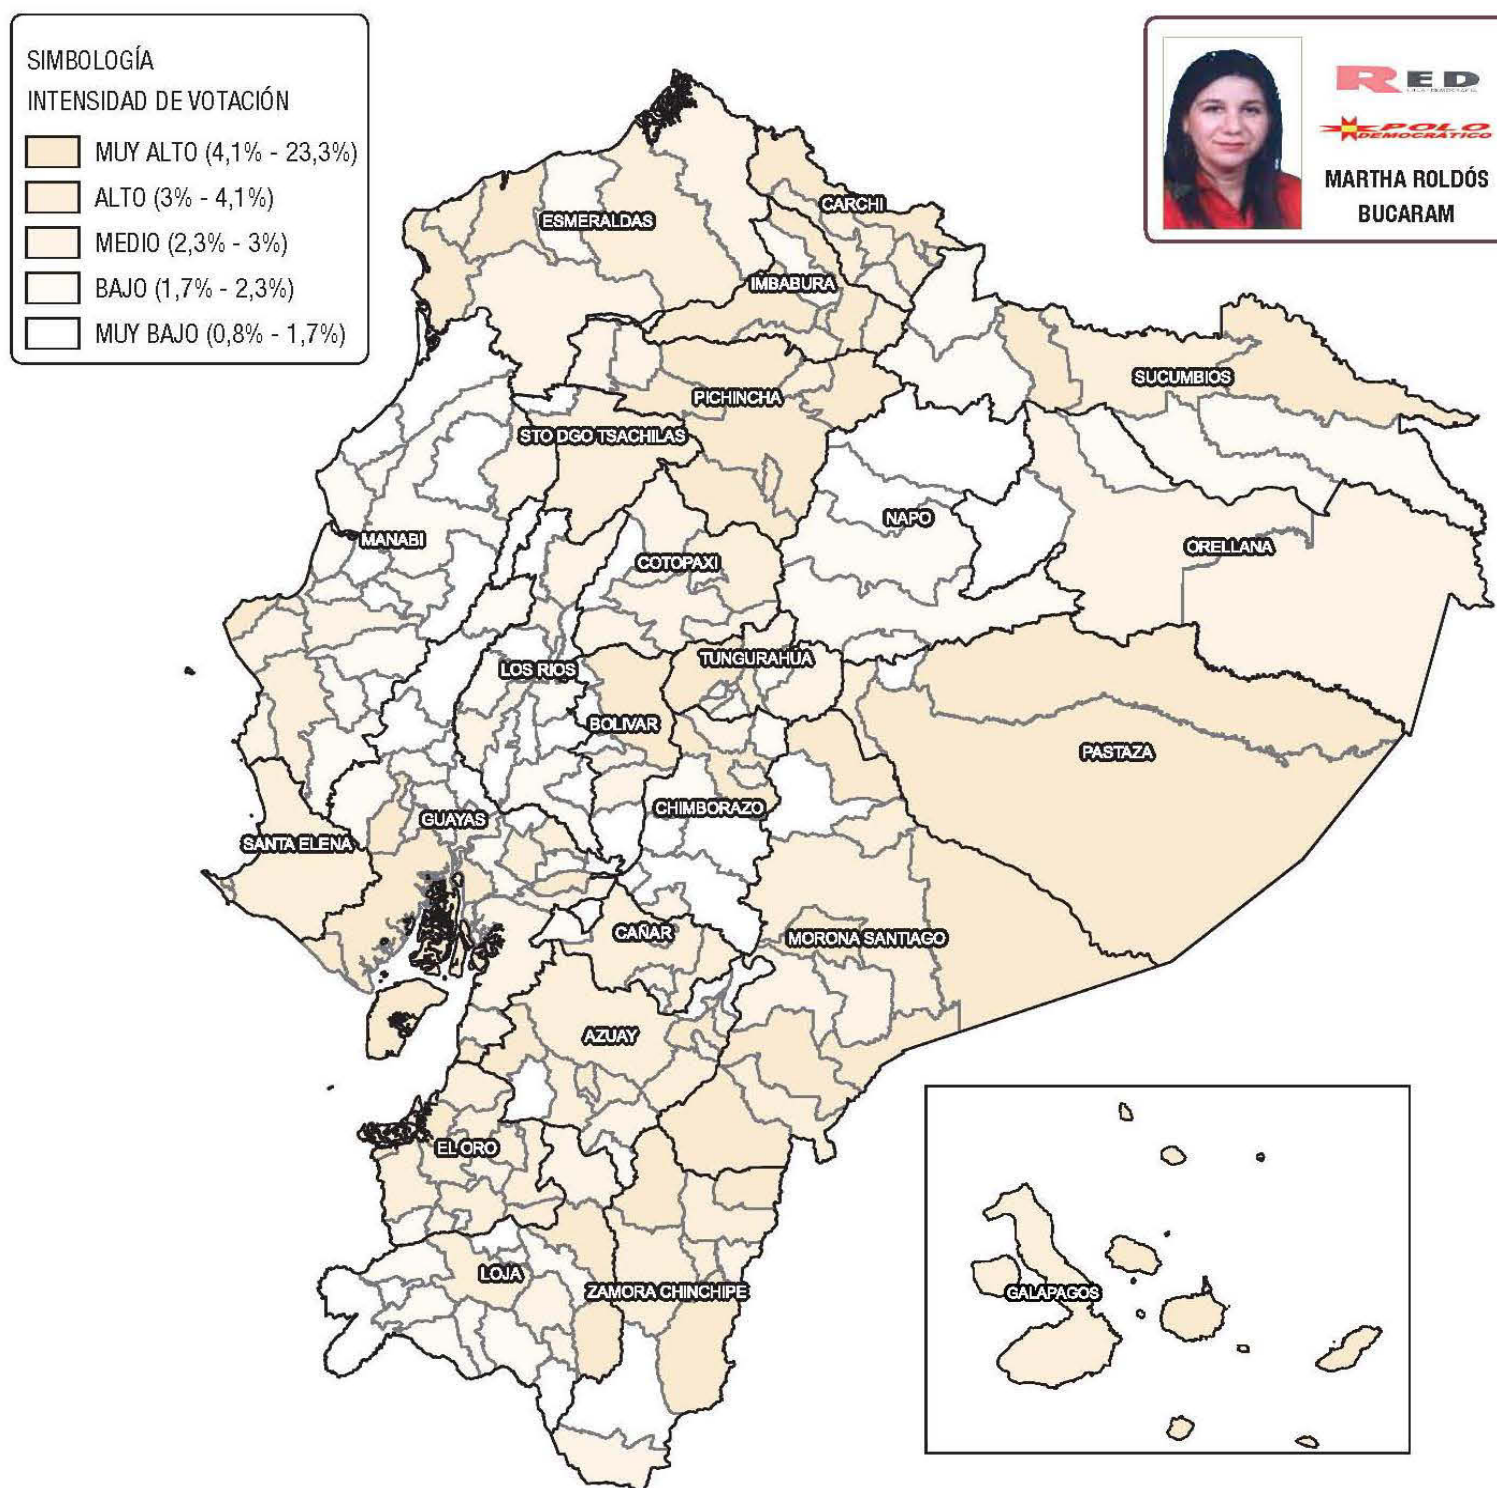 SIMBOLOGÍA
INTENSIDAD DE VOTACIÓN
MUY ALTO (4,1% - 23,3%)
ALTO (3% - 4,1%)
MEDIO (2,3% - 3%)
BAJO (1,7% - 2,3%)
MUY BAJO (0,8% - 1,7%)
RED
POLO
DEMOCRÁTICO
MARTHA ROLDÓS
BUCARAM
CARCHI
ESMERALDAS
IMBABURA
SUCUMBIOS
PICHINCHA
STO DGO TSACHILAS
NAPO
MANABI
ORELLANA
COTOPAXI
TUNGURAHUA
LOS RIOS
BOLIVAR
PASTAZA
CHIMBORAZO
GUAYAS
SANTA ELENA
CAÑAR
MORONA SANTIAGO
AZUAY
EL ORO
LOJA
ZAMORA CHINCHIPE
GALAPAGOS